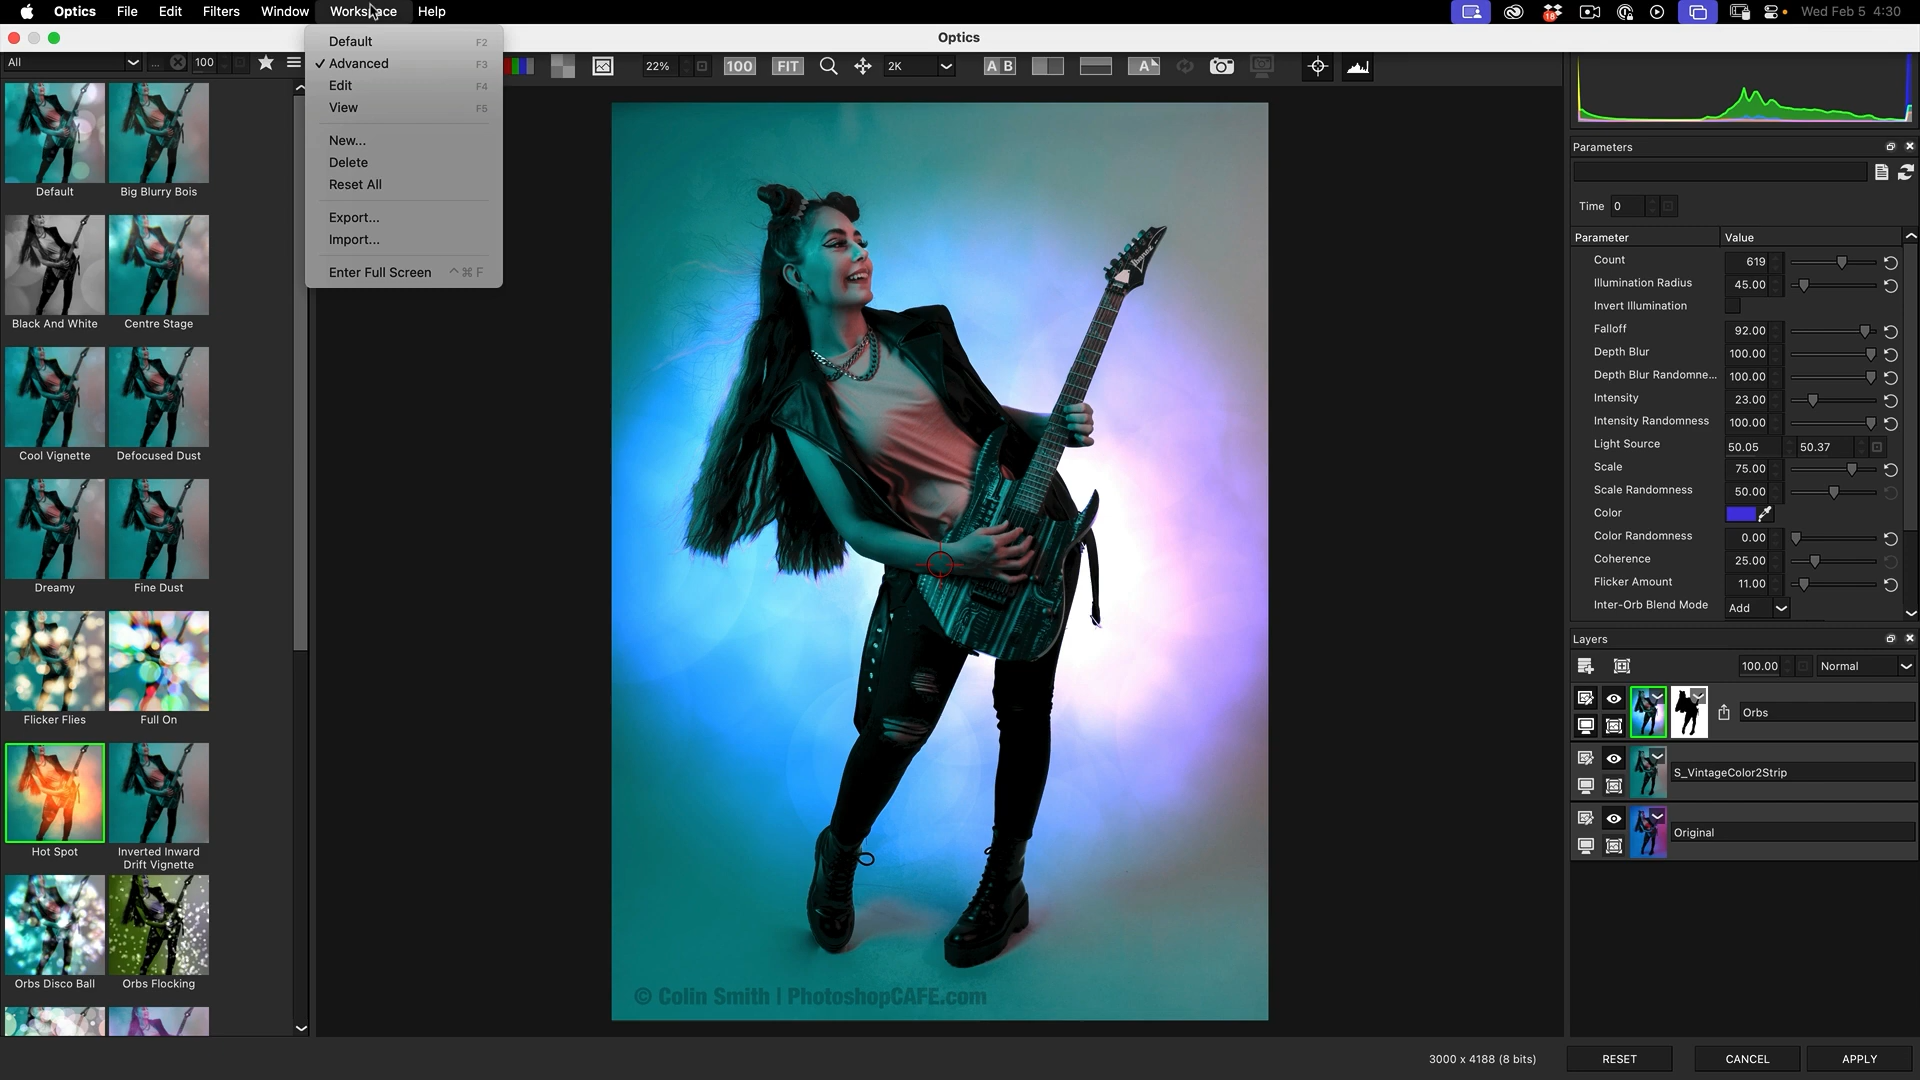 Optics File Edit Filters Window Workspace Help
18 Wed Feb 5 4:30
Optics
All ... 100
22% 100 FIT 2K A B A
Default F2
Advanced F3
Edit F4
View F5
New...
Delete
Reset All
Export...
Import...
Enter Full Screen ^ ⌘ F
Default Big Blurry Bois
Black And White Centre Stage
Cool Vignette Defocused Dust
Dreamy Fine Dust
Flicker Flies Full On
Hot Spot Inverted Inward
Drift Vignette
Orbs Disco Ball Orbs Flocking
Ibanez
© Colin Smith | PhotoshopCAFE.com
Parameters
Time 0
Parameter Value
Count 619
Illumination Radius 45.00
Invert Illumination
Falloff 92.00
Depth Blur 100.00
Depth Blur Randomne... 100.00
Intensity 23.00
Intensity Randomness 100.00
Light Source 50.05 50.37
Scale 75.00
Scale Randomness 50.00
Color
Color Randomness 0.00
Coherence 25.00
Flicker Amount 11.00
Inter-Orb Blend Mode Add
Layers
100.00 Normal
Orbs
S_VintageColor2Strip
Original
3000 x 4188 (8 bits) RESET CANCEL APPLY